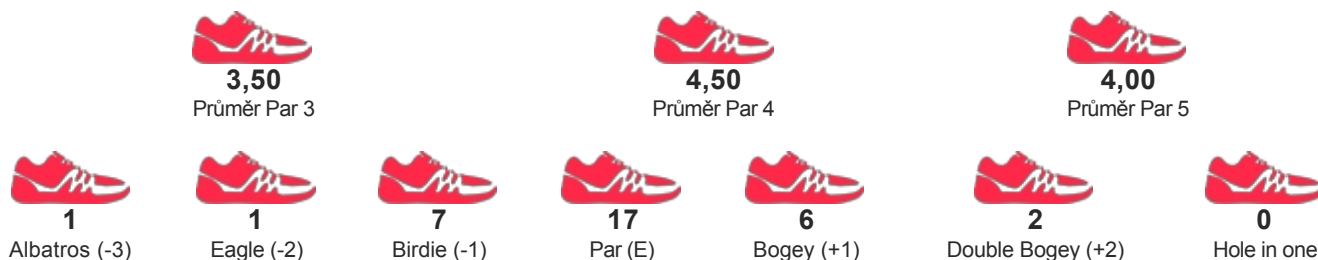 3,50
Průměr Par 3
4,50
Průměr Par 4
4,00
Průměr Par 5
1
Albatros (-3)
1
Eagle (-2)
7
Birdie (-1)
17
Par (E)
6
Bogey (+1)
2
Double Bogey (+2)
0
Hole in one